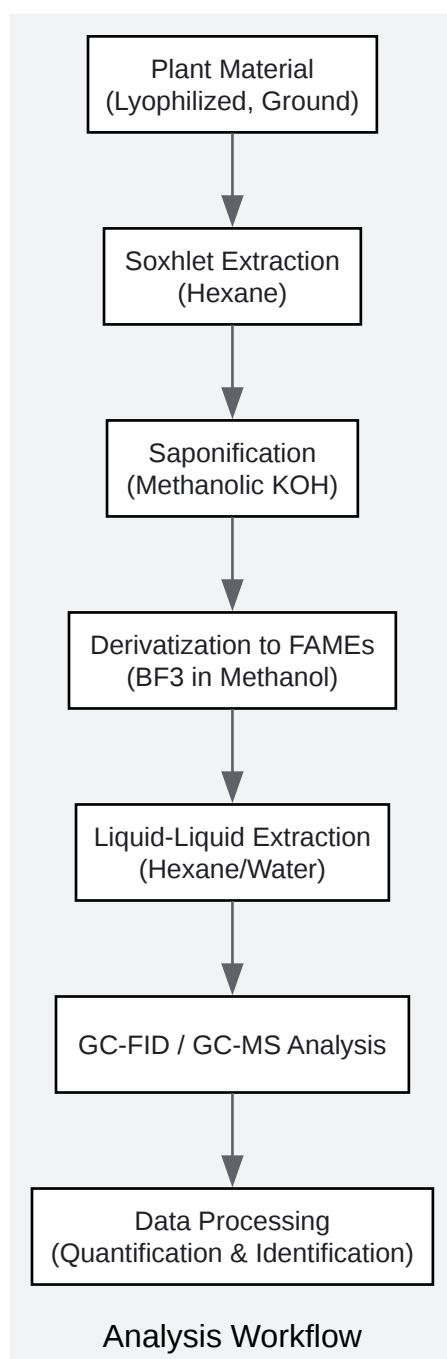 Plant Material
(Lyophilized, Ground)
Soxhlet Extraction
(Hexane)
Saponification
(Methanolic KOH)
Derivatization to FAMEs
(BF3 in Methanol)
Liquid-Liquid Extraction
(Hexane/Water)
GC-FID / GC-MS Analysis
Data Processing
(Quantification & Identification)
Analysis Workflow